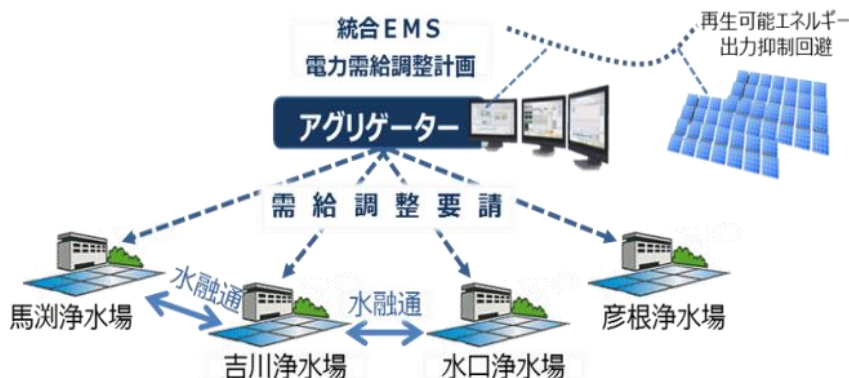 統合ＥＭＳ
電力需給調整計画
アグリゲーター
再生可能エネルギー
出力抑制回避
需給調整要請
馬渕浄水場
水融通
吉川浄水場
水融通
水口浄水場
彦根浄水場